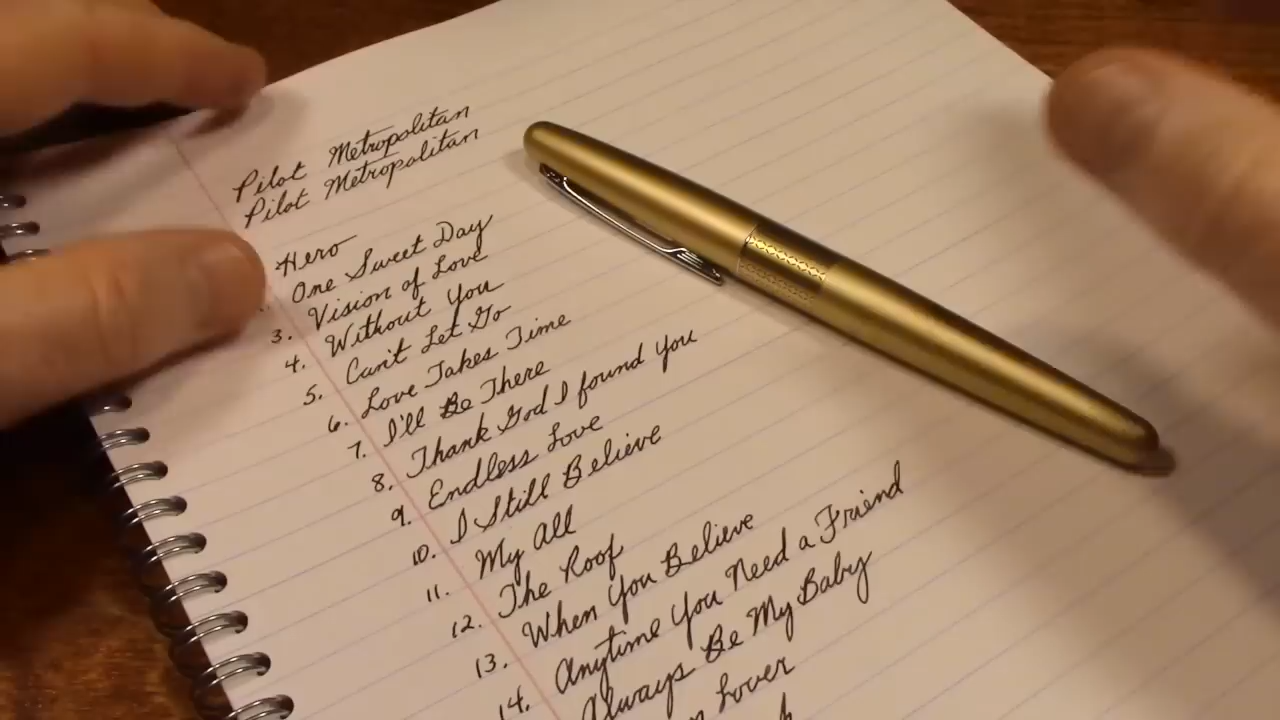 Pilot Metropolitan
Pilot Metropolitan
Hero
One Sweet Day
3. Vision of Love
4. Without You
5. Can't Let Go
6. Love Takes Time
7. I'll Be There
8. Thank God I found you
9. Endless Love
10. I Still Believe
11. My All
12. The Roof
13. When You Believe
14. Anytime You Need a Friend
Always Be My Baby
Lover